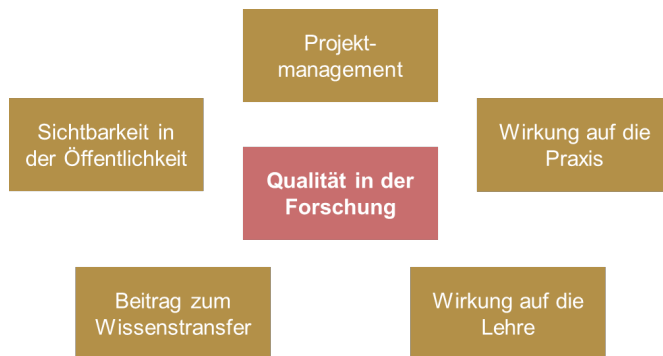 Projekt-
management
Sichtbarkeit in
der Öffentlichkeit
Wirkung auf die
Praxis
Qualität in der
Forschung
Beitrag zum
Wissenstransfer
Wirkung auf die
Lehre